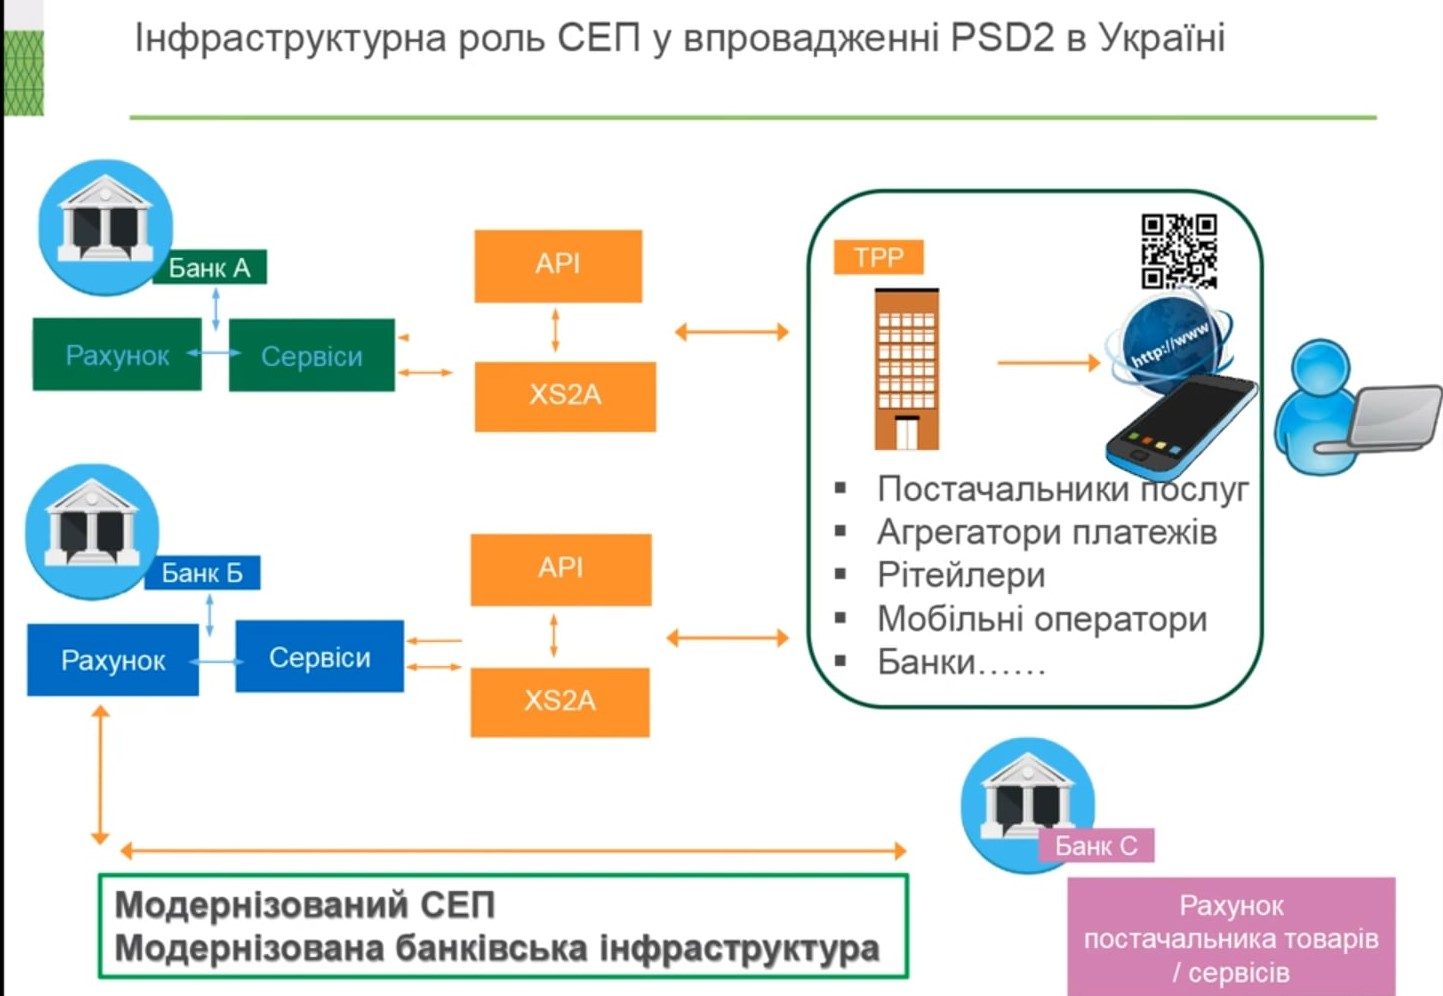 Інфраструктурна роль СЕП у впровадженні PSD2 в Україні
Банк А
Рахунок
Сервіси
API
XS2A
Банк Б
Рахунок
Сервіси
API
XS2A
TPP
http://www
▪ Постачальники послуг
▪ Агрегатори платежів
▪ Рітейлери
▪ Мобільні оператори
▪ Банки……
Банк С
Рахунок
постачальника товарів
/ сервісів
Модернізований СЕП
Модернізована банківська інфраструктура